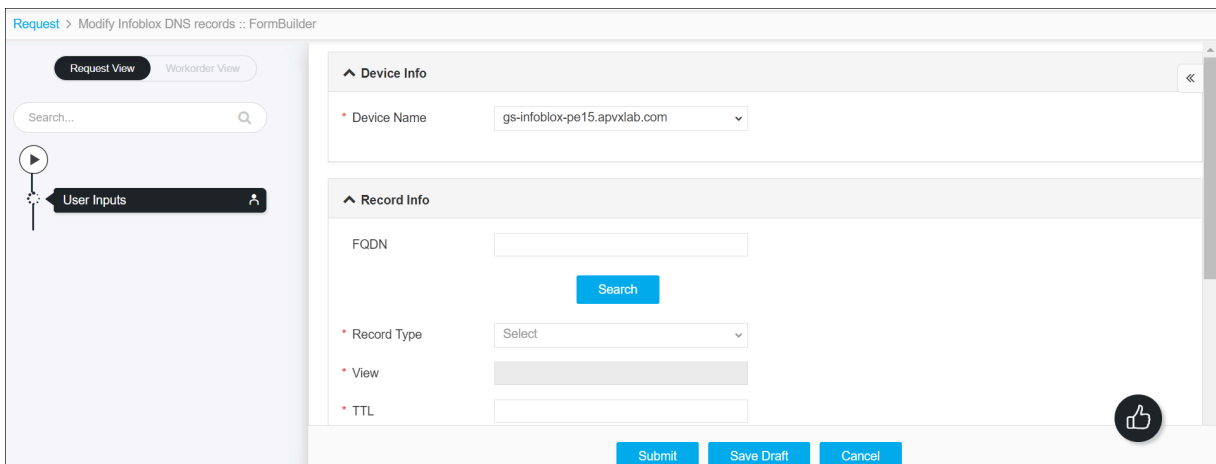 Request > Modify Infoblox DNS records :: FormBuilder
Request View Workorder View
Search...
User Inputs
Device Info
* Device Name gs-infoblox-pe15.apvxlab.com
Record Info
FQDN
Search
* Record Type Select
* View
* TTL
Submit Save Draft Cancel